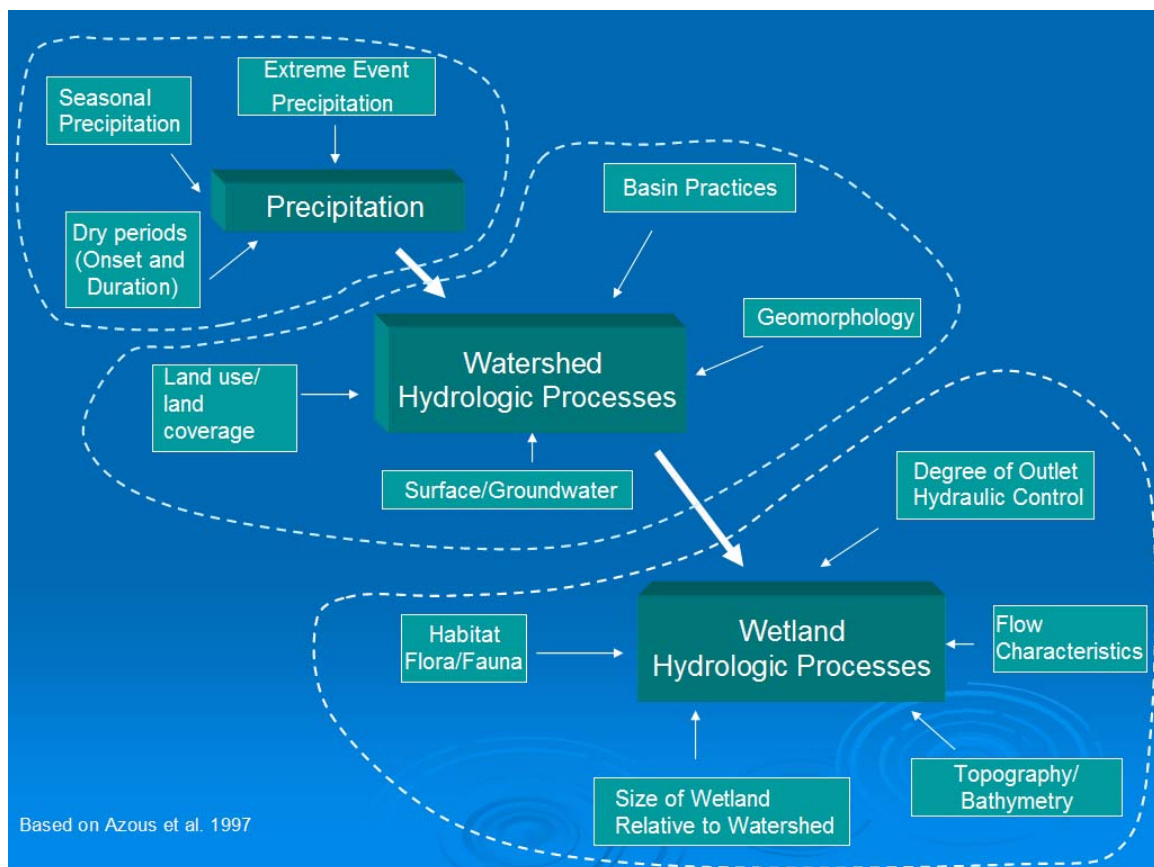 Extreme Event
Precipitation
Seasonal
Precipitation
Precipitation
Dry periods
(Onset and
Duration)
Basin Practices
Geomorphology
Watershed
Hydrologic Processes
Land use/
land
coverage
Surface/Groundwater
Degree of Outlet
Hydraulic Control
Wetland
Hydrologic Processes
Habitat
Flora/Fauna
Flow
Characteristics
Size of Wetland
Relative to Watershed
Topography/
Bathymetry
Based on Azous et al. 1997